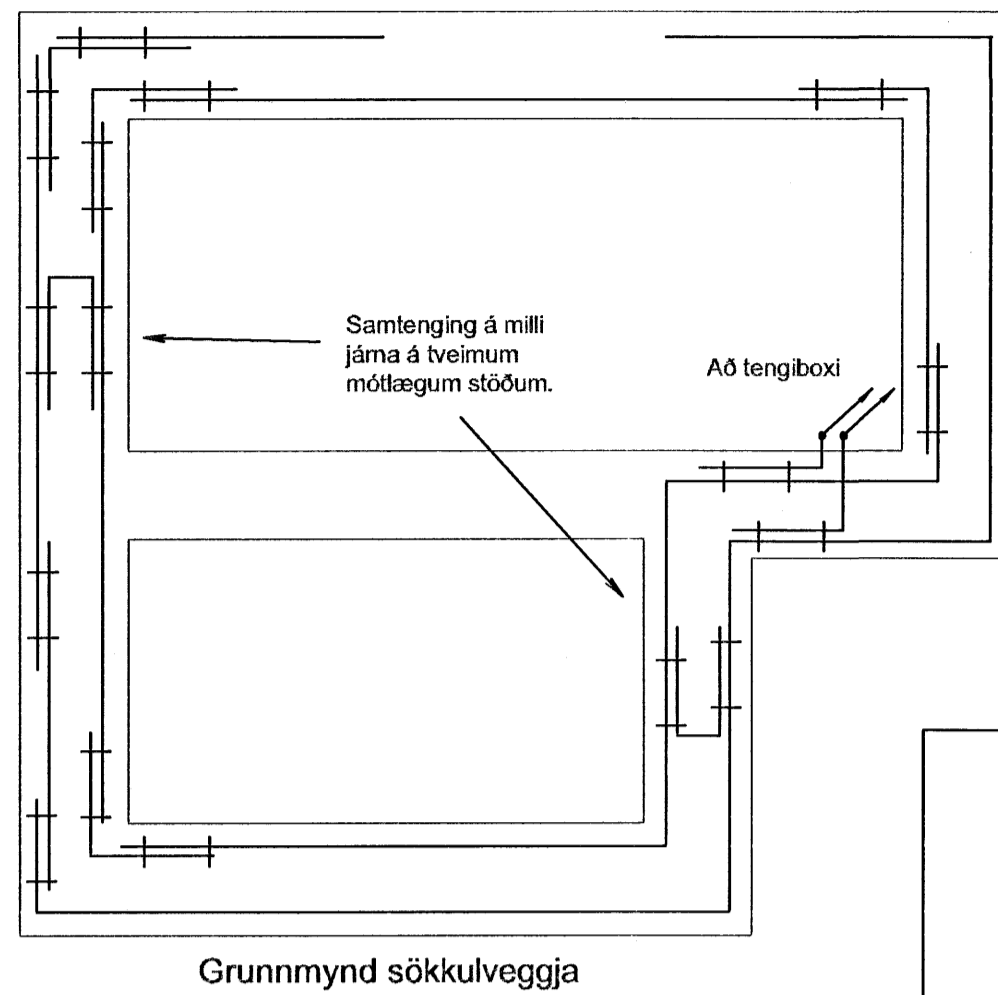 Samtenging á milli
járna á tveimum
mótlægum stöðum.
Að tengiboxi
Grunnmynd sökkulveggja